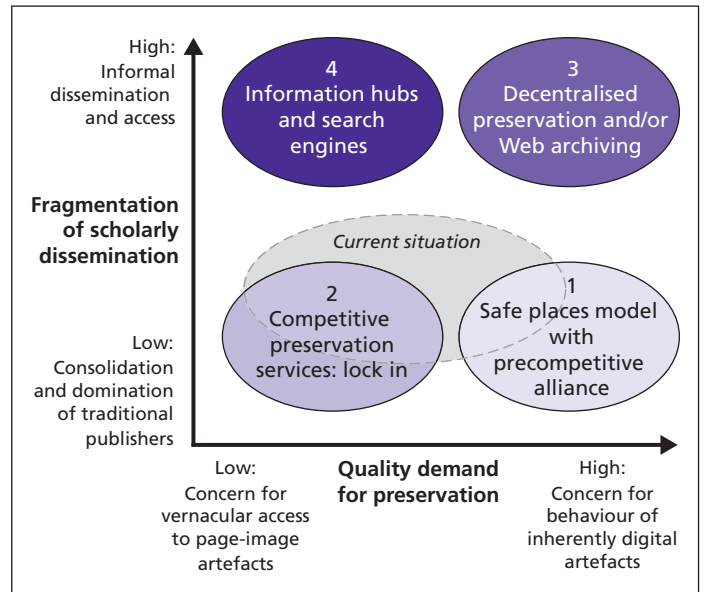 High:
Informal
dissemination
and access
4
Information hubs
and search
engines
3
Decentralised
preservation and/or
Web archiving
Fragmentation
of scholarly
dissemination
Current situation
2
Competitive
preservation
services: lock in
1
Safe places model
with
precompetitive
alliance
Low:
Consolidation
and domination
of traditional
publishers
Low:
Concern for
vernacular access
to page-image
artefacts
Quality demand
for preservation
High:
Concern for
behaviour of
inherently digital
artefacts